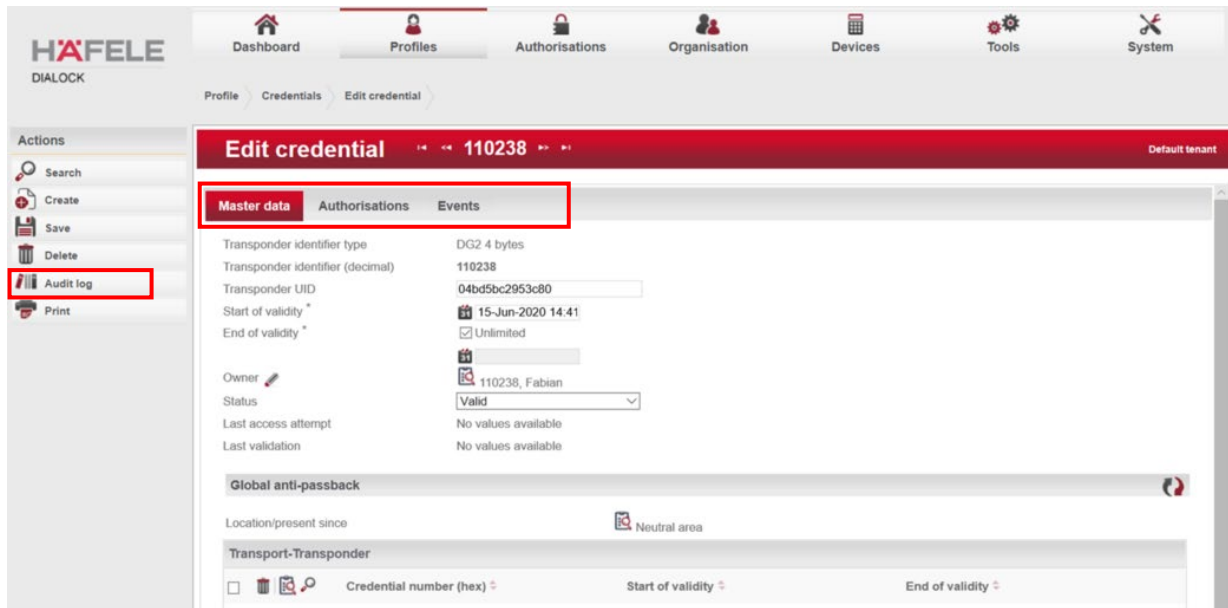 HÄFELE
DIALOCK
Dashboard Profiles Authorisations Organisation Devices Tools System
Profile Credentials Edit credential
Actions
Search
Create
Save
Delete
Audit log
Print
Edit credential 110238 Default tenant
Master data Authorisations Events
Transponder identifier type DG2 4 bytes
Transponder identifier (decimal) 110238
Transponder UID 04bd5bc2953c80
Start of validity * 31 15-Jun-2020 14:41
End of validity * Unlimited
31
Owner 110238, Fabian
Status Valid
Last access attempt No values available
Last validation No values available
Global anti-passback
Location/present since Neutral area
Transport-Transponder
Credential number (hex) Start of validity End of validity